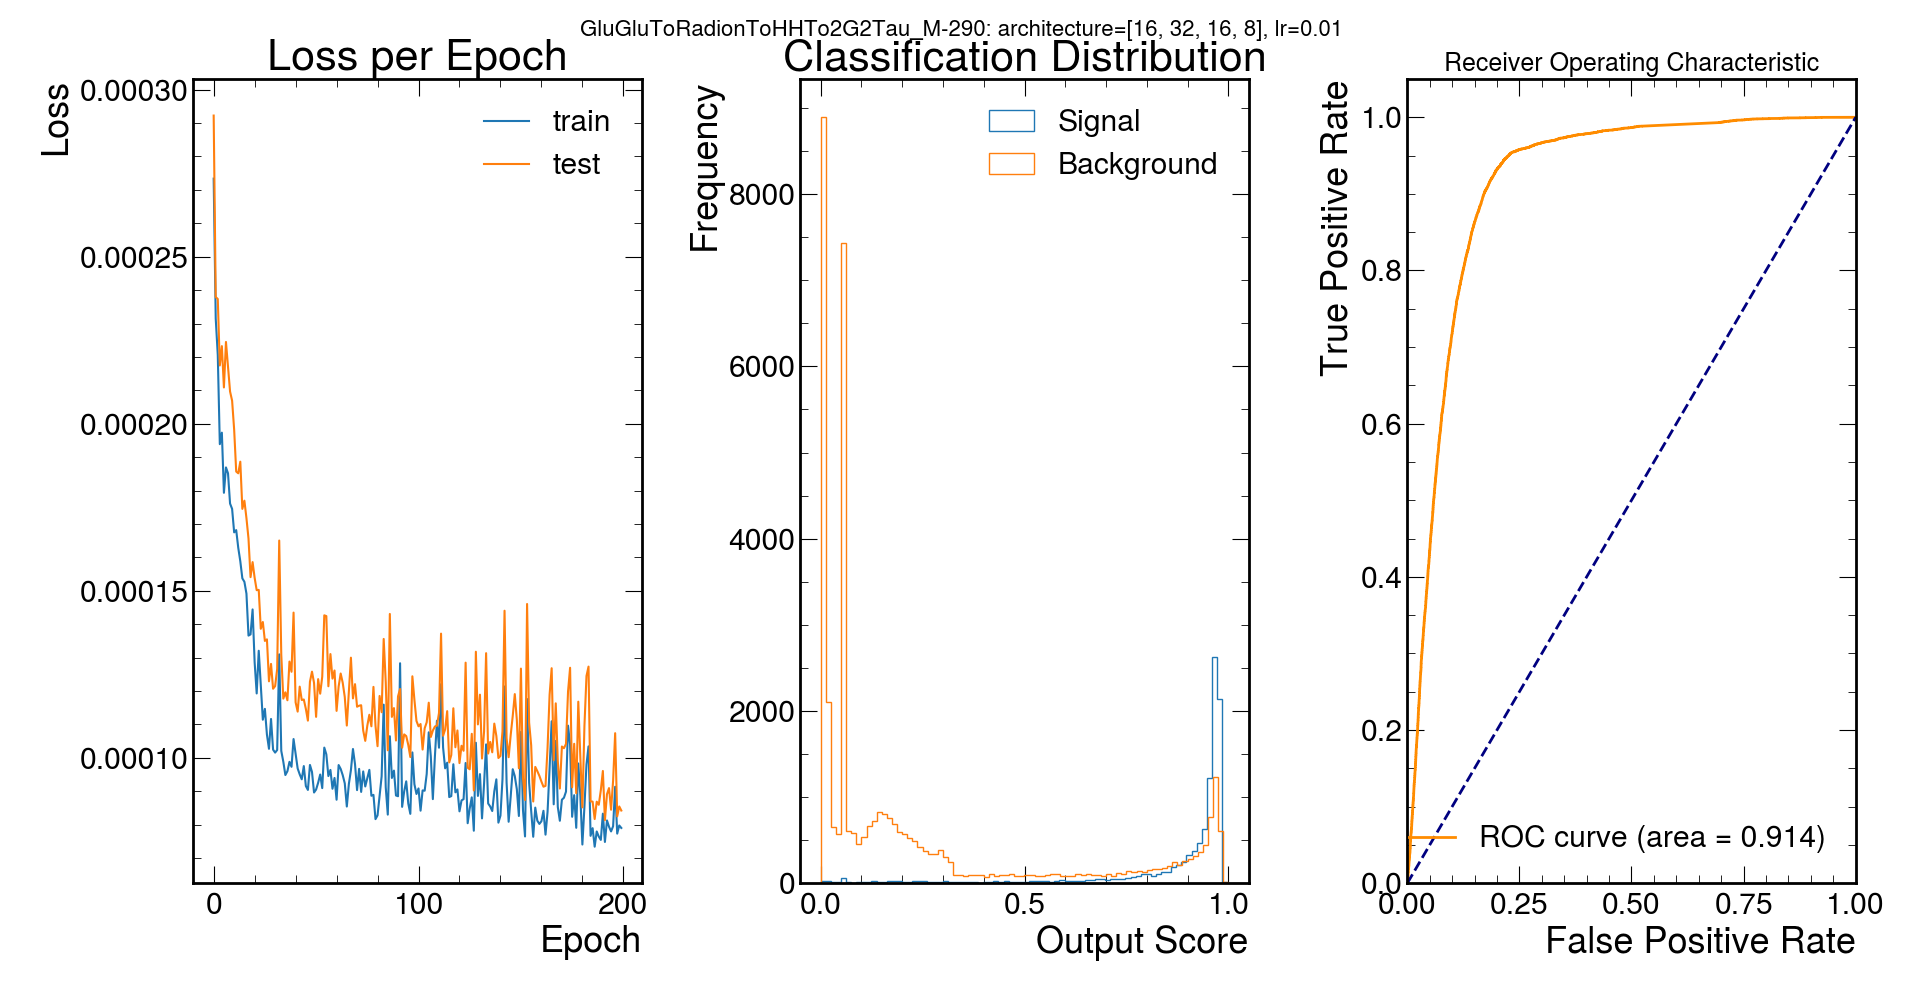 GluGluToRadionToHHTo2G2Tau_M-290: architecture=[16, 32, 16, 8], lr=0.01
Loss per Epoch
Loss
0.00030
0.00025
0.00020
0.00015
0.00010
train
test
0
100
200
Epoch
Classification Distribution
Frequency
8000
6000
4000
2000
0
Signal
Background
0.0
0.5
1.0
Output Score
Receiver Operating Characteristic
True Positive Rate
1.0
0.8
0.6
0.4
0.2
0.0
ROC curve (area = 0.914)
0.00
0.25
0.50
0.75
1.00
False Positive Rate